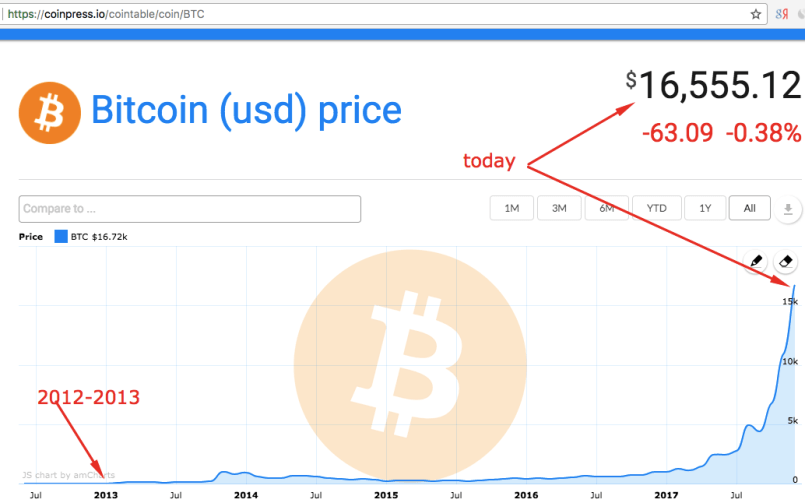 https://coinpress.io/cointable/coin/BTC
Bitcoin (usd) price
$16,555.12
-63.09 -0.38%
today
Compare to ...
1M 3M 6M YTD 1Y All
Price BTC $16.72k
15k
10k
5k
0
2012-2013
JS chart by amCharts
Jul 2013 Jul 2014 Jul 2015 Jul 2016 Jul 2017 Jul